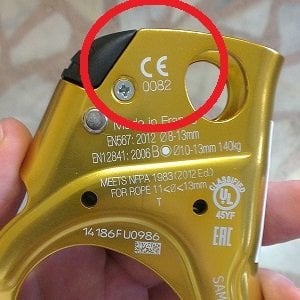 CE
0082
Made in France
EN567: 2012 Ø8-13mm
EN12841: 2006 B Ø10-13mm 140kg
MEETS NFPA 1983 (2012 Ed.)
FOR ROPE 11<Ø<13mm
T
CLASSIFIED
UL
45YF
EAC
14186FU0986